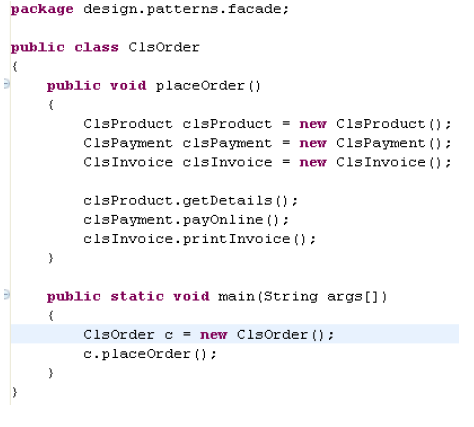 package design.patterns.facade;
public class ClsOrder
{
public void placeOrder()
{
ClsProduct clsProduct = new ClsProduct();
ClsPayment clsPayment = new ClsPayment();
ClsInvoice clsInvoice = new ClsInvoice();
clsProduct.getDetails();
clsPayment.payOnline();
clsInvoice.printInvoice();
}
public static void main(String args[])
{
ClsOrder c = new ClsOrder();
c.placeOrder();
}
}